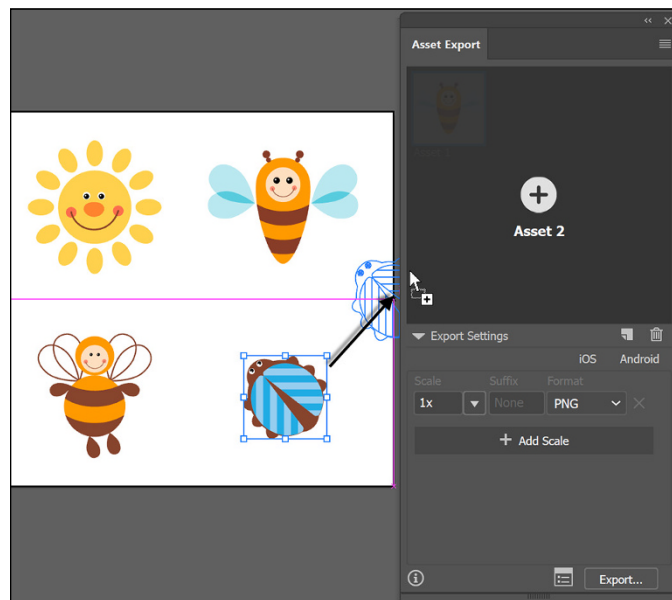 Asset Export
Asset 2
Export Settings
iOS Android
Scale Suffix Format
1x None PNG
+ Add Scale
Export...